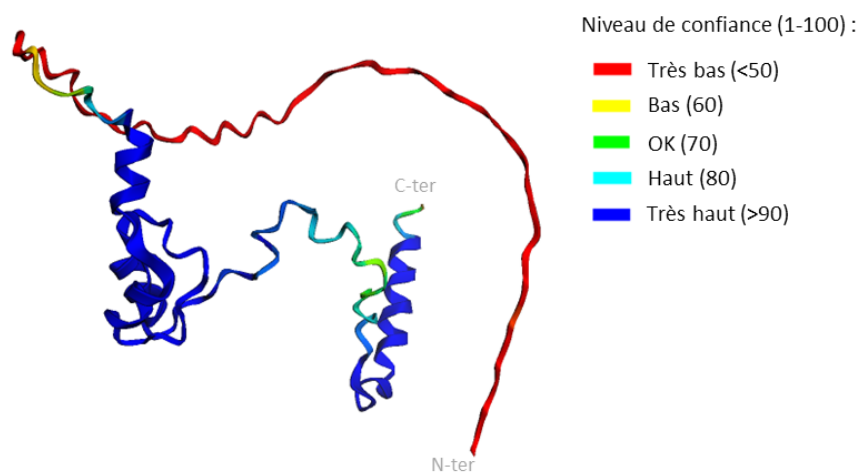 Niveau de confiance (1-100) :
Très bas (<50)
Bas (60)
OK (70)
Haut (80)
Très haut (>90)
C-ter
N-ter